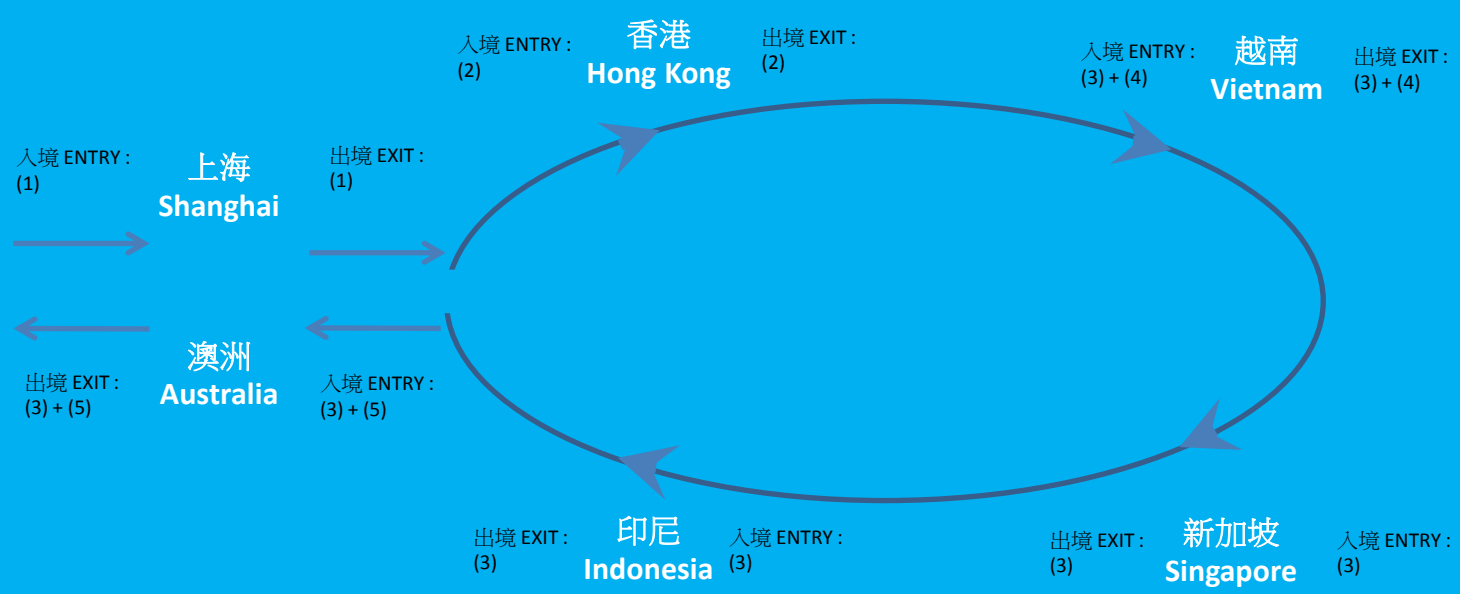 入境 ENTRY :
(2)
香港
Hong Kong
出境 EXIT :
(2)
入境 ENTRY :
(3) + (4)
越南
Vietnam
出境 EXIT :
(3) + (4)
入境 ENTRY :
(1)
上海
Shanghai
出境 EXIT :
(1)
出境 EXIT :
(3) + (5)
澳洲
Australia
入境 ENTRY :
(3) + (5)
出境 EXIT :
(3)
印尼
Indonesia
入境 ENTRY :
(3)
出境 EXIT :
(3)
新加坡
Singapore
入境 ENTRY :
(3)